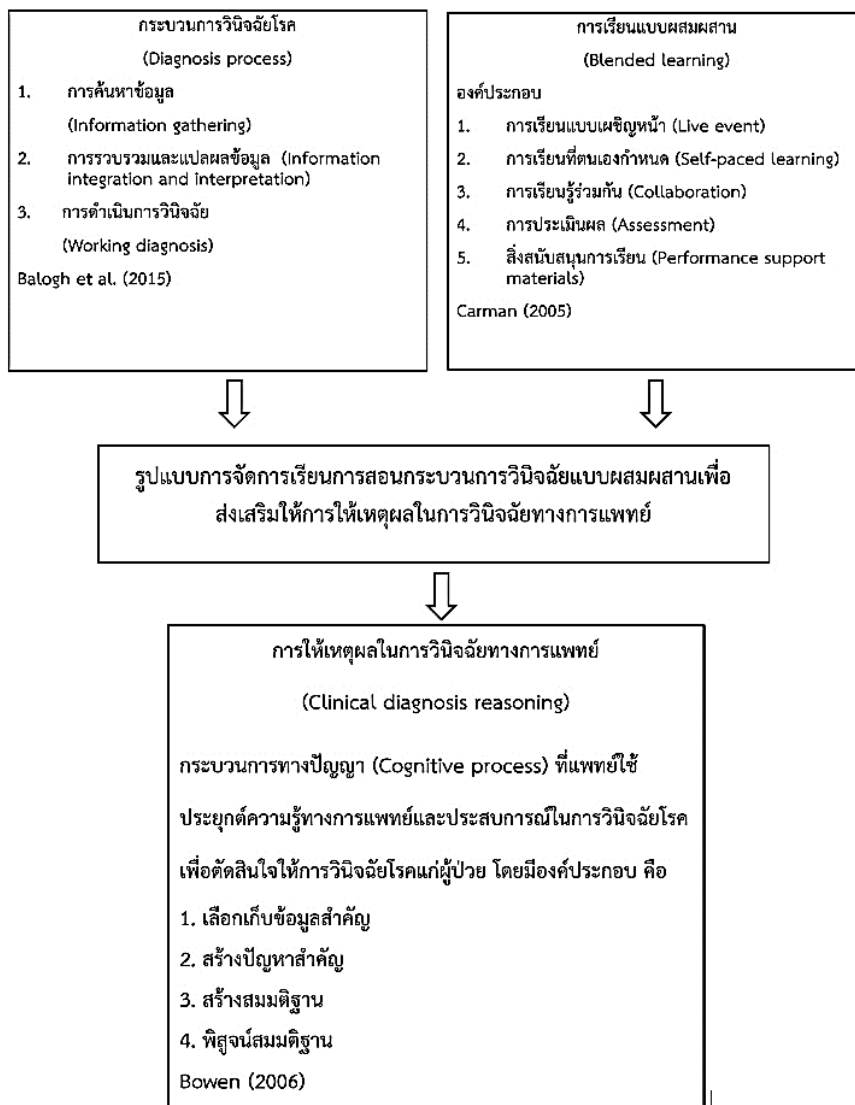 กระบวนการวินิจฉัยโรค
(Diagnosis process)
1. การค้นหาข้อมูล
(Information gathering)
2. การรวบรวมและแปลผลข้อมูล (Information
integration and interpretation)
3. การดำเนินการวินิจฉัย
(Working diagnosis)
Balogh et al. (2015)
การเรียนแบบผสมผสาน
(Blended learning)
องค์ประกอบ
1. การเรียนแบบเผชิญหน้า (Live event)
2. การเรียนที่ตนเองกำหนด (Self-paced learning)
3. การเรียนรู้ร่วมกัน (Collaboration)
4. การประเมินผล (Assessment)
5. สิ่งสนับสนุนการเรียน (Performance support
materials)
Carman (2005)
รูปแบบการจัดการเรียนการสอนกระบวนการวินิจฉัยแบบผสมผสานเพื่อ
ส่งเสริมให้การให้เหตุผลในการวินิจฉัยทางการแพทย์
การให้เหตุผลในการวินิจฉัยทางการแพทย์
(Clinical diagnosis reasoning)
กระบวนการทางปัญญา (Cognitive process) ที่แพทย์ใช้
ประยุกต์ความรู้ทางการแพทย์และประสบการณ์ในการวินิจฉัยโรค
เพื่อตัดสินใจให้การวินิจฉัยโรคแก่ผู้ป่วย โดยมีองค์ประกอบ คือ
1. เลือกเก็บข้อมูลสำคัญ
2. สร้างปัญหาสำคัญ
3. สร้างสมมติฐาน
4. พิสูจน์สมมติฐาน
Bowen (2006)